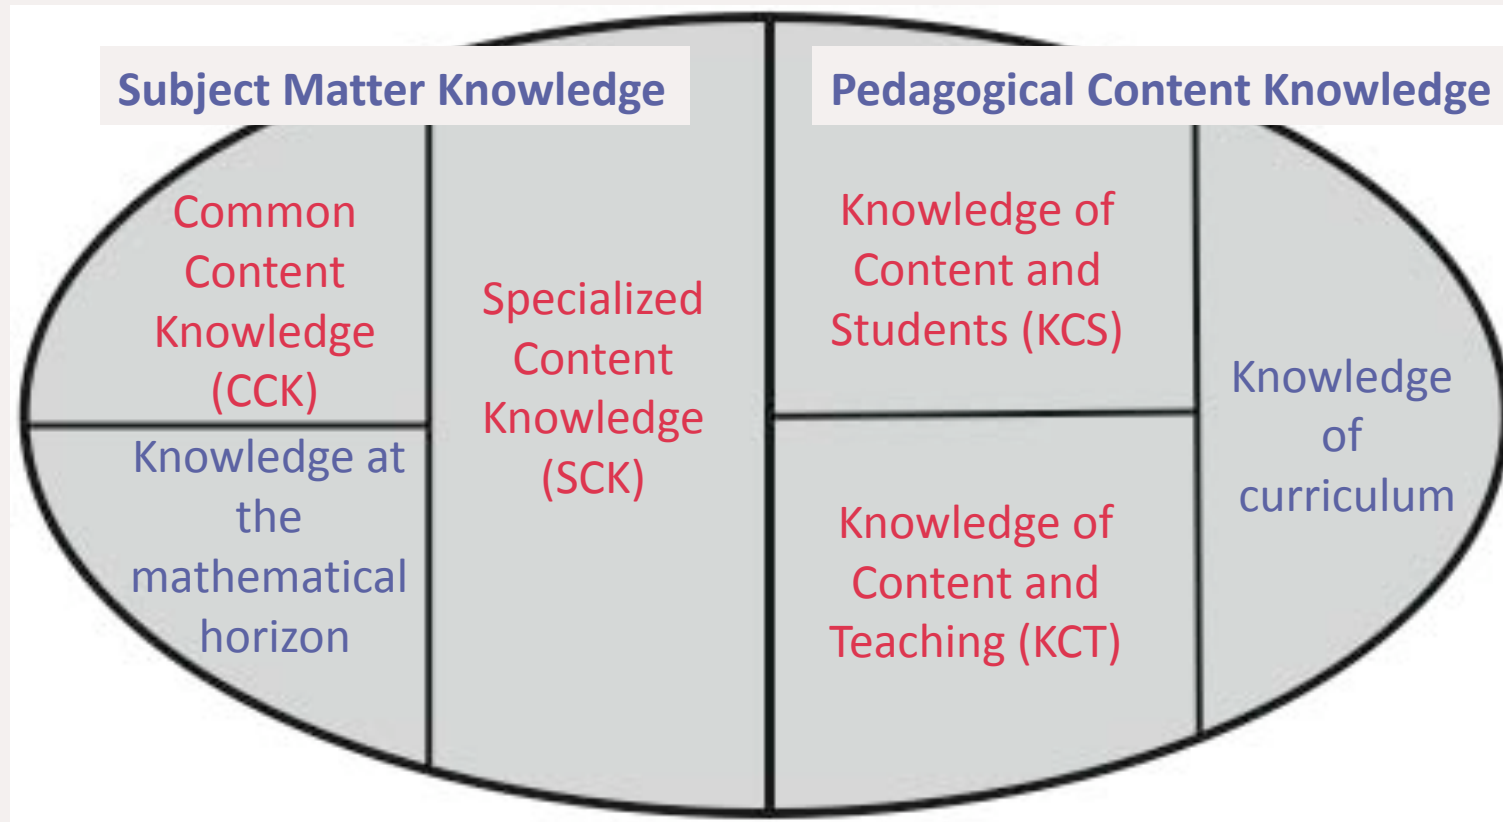 Subject Matter Knowledge
Pedagogical Content Knowledge
Common
Content
Knowledge
(CCK)
Knowledge at
the
mathematical
horizon
Specialized
Content
Knowledge
(SCK)
Knowledge of
Content and
Students (KCS)
Knowledge of
Content and
Teaching (KCT)
Knowledge
of
curriculum